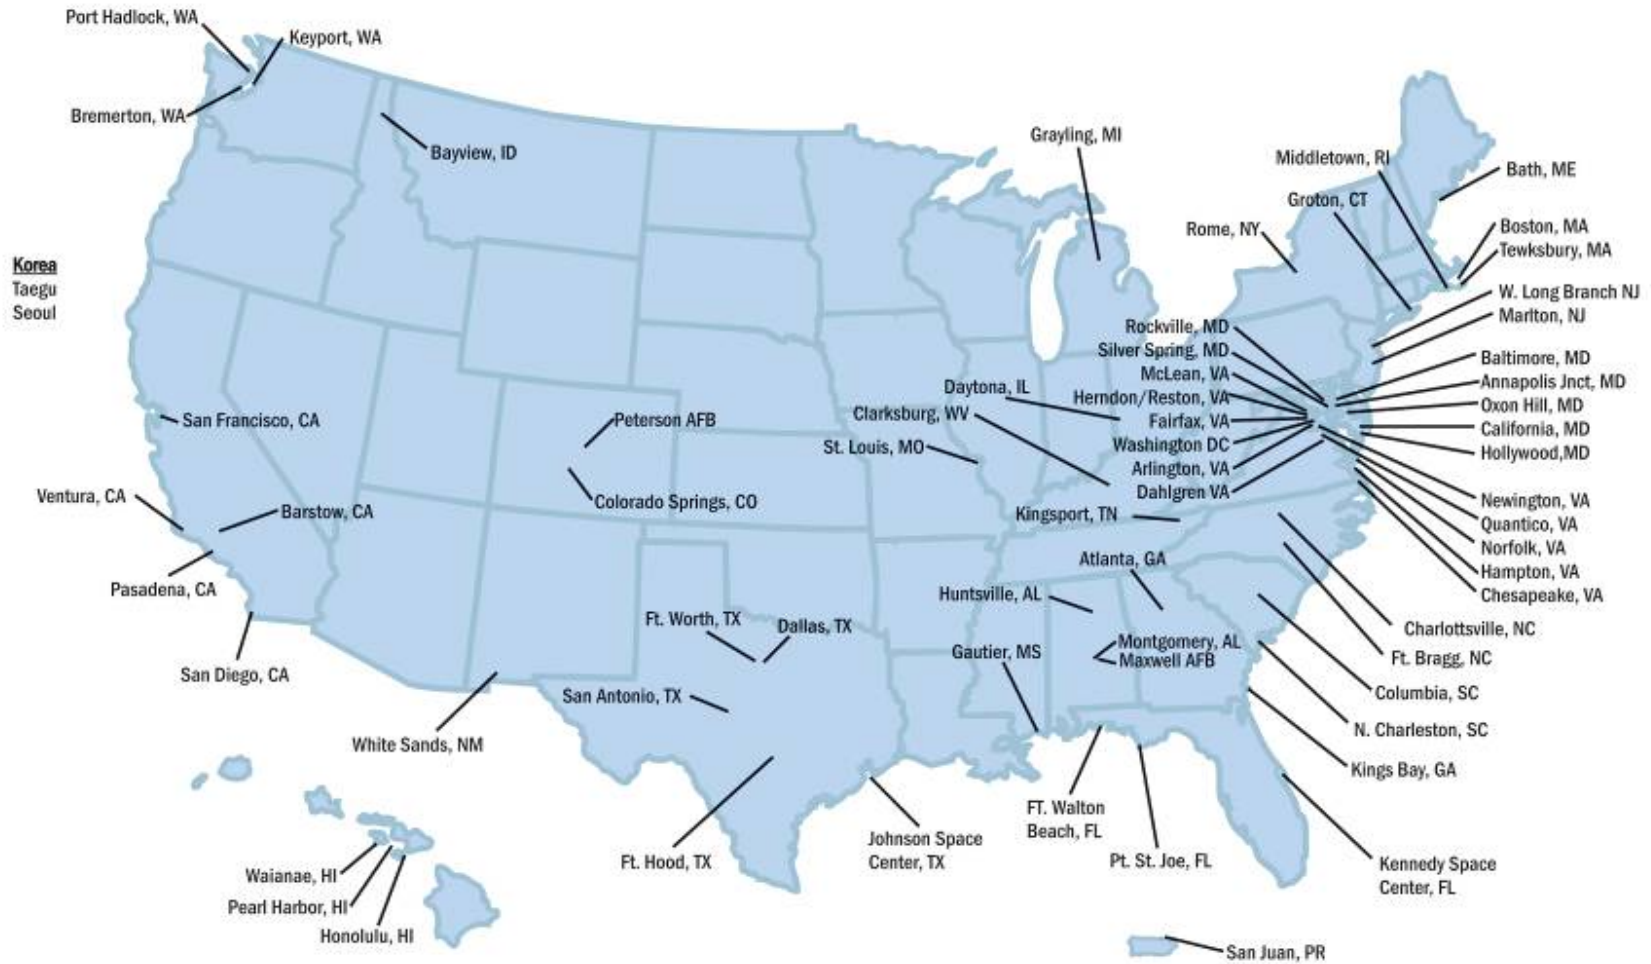 Port Hadlock, WA
Keyport, WA
Bremerton, WA
Bayview, ID
Grayling, MI
Middletown, RI
Bath, ME
Groton, CT
Rome, NY
Boston, MA
Tewksbury, MA
Korea
Taegu
Seoul
W. Long Branch NJ
Marlton, NJ
Rockville, MD
Silver Spring, MD
McLean, VA
Herndon/Reston, VA
Fairfax, VA
Washington DC
Arlington, VA
Dahlgren VA
Baltimore, MD
Annapolis Jnct, MD
Oxon Hill, MD
California, MD
Hollywood,MD
Daytona, IL
Clarksburg, WV
St. Louis, MO
San Francisco, CA
Peterson AFB
Colorado Springs, CO
Ventura, CA
Barstow, CA
Pasadena, CA
San Diego, CA
Kingsport, TN
Newington, VA
Quantico, VA
Norfolk, VA
Hampton, VA
Chesapeake, VA
Atlanta, GA
Huntsville, AL
Ft. Worth, TX
Dallas, TX
Gautier, MS
Montgomery, AL
Maxwell AFB
Charlottsville, NC
Ft. Bragg, NC
Columbia, SC
N. Charleston, SC
Kings Bay, GA
San Antonio, TX
White Sands, NM
Ft. Hood, TX
Johnson Space
Center, TX
FT. Walton
Beach, FL
Pt. St. Joe, FL
Kennedy Space
Center, FL
Waianae, HI
Pearl Harbor, HI
Honolulu, HI
San Juan, PR